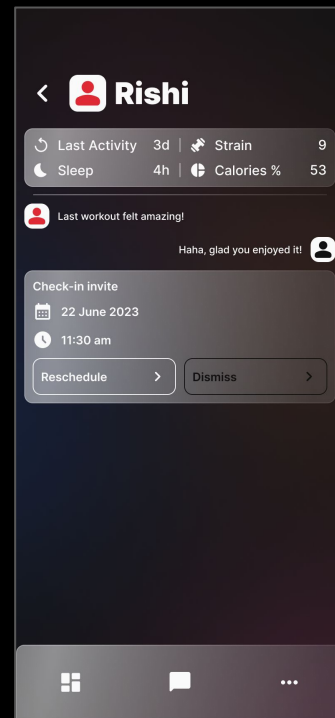 Rishi
Last Activity 3d | Strain 9
Sleep 4h | Calories % 53
Last workout felt amazing!
Haha, glad you enjoyed it!
Check-in invite
22 June 2023
11:30 am
Reschedule Dismiss